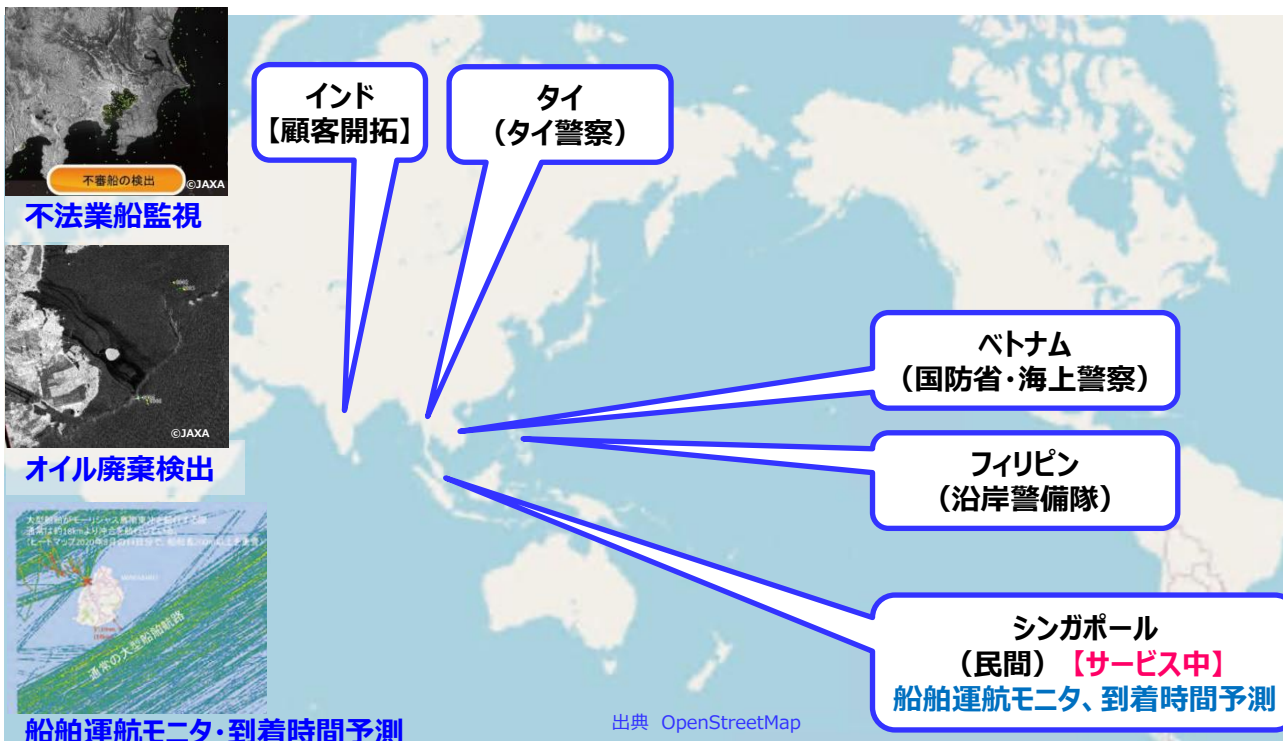 不審船の検出
©JAXA
不法業船監視
©JAXA
オイル廃棄検出
通常の大型船舶航路
船舶運航モニタ・到着時間予測
インド
【顧客開拓】
タイ
（タイ警察）
ベトナム
（国防省・海上警察）
フィリピン
（沿岸警備隊）
シンガポール
（民間）【サービス中】
船舶運航モニタ、到着時間予測
出典 OpenStreetMap